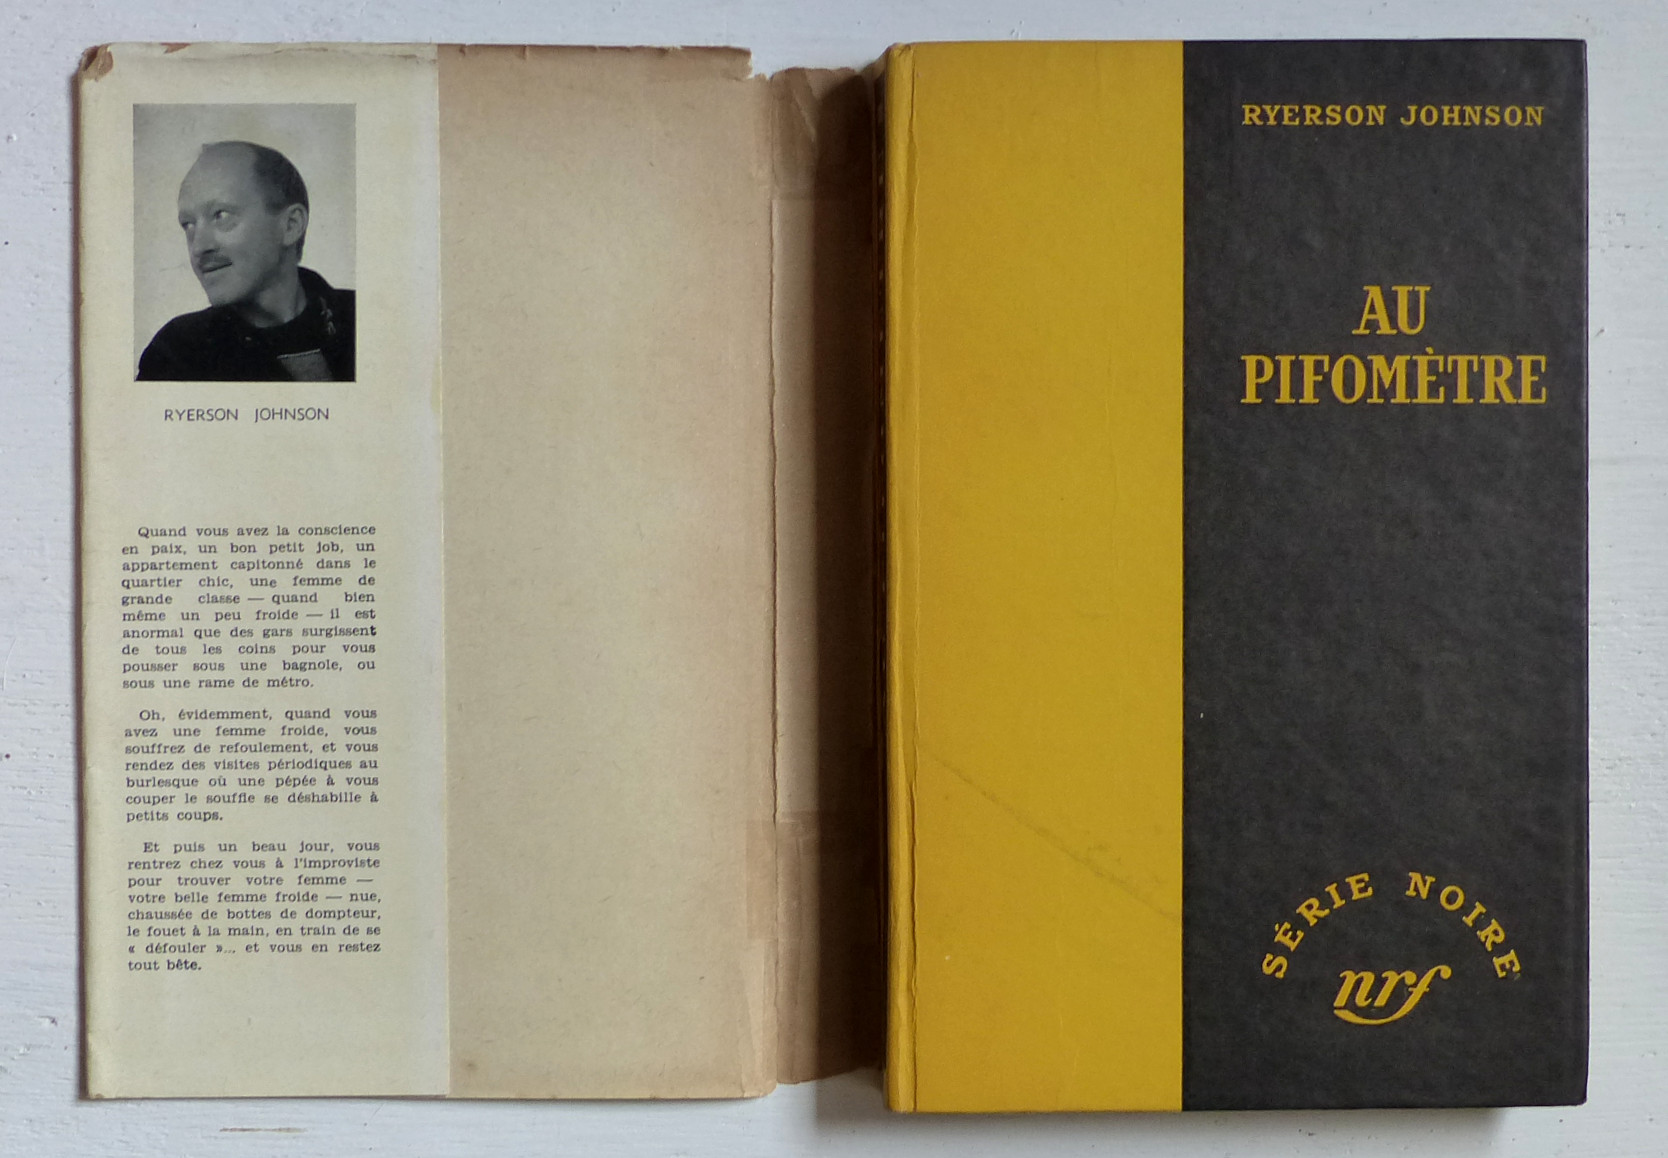 RYERSON JOHNSON
Quand vous avez la conscience
en paix, un bon petit job, un
appartement capitonné dans le
quartier chic, une femme de
grande classe — quand bien
même un peu froide — il est
anormal que des gars surgissent
de tous les coins pour vous
pousser sous une bagnole, ou
sous une rame de métro.
Oh, évidemment, quand vous
avez une femme froide, vous
souffrez de refoulement, et vous
rendez des visites périodiques au
burlesque où une pépée à vous
couper le souffle se déshabille à
petits coups.
Et puis un beau jour, vous
rentrez chez vous à l'improviste
pour trouver votre femme —
votre belle femme froide — nue,
chaussée de bottes de dompteur,
le fouet à la main, en train de se
« défouler »... et vous en restez
tout bête.
RYERSON JOHNSON
AU
PIFOMÈTRE
SÉRIE NOIRE
nrf